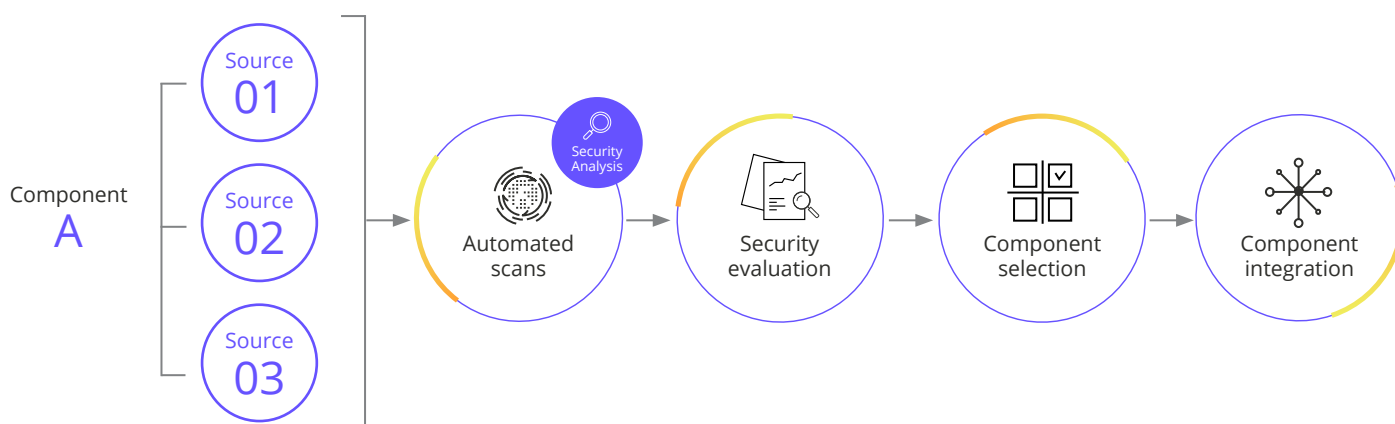 Component
A
Source
01
Source
02
Source
03
Security
Analysis
Automated
scans
Security
evaluation
Component
selection
Component
integration